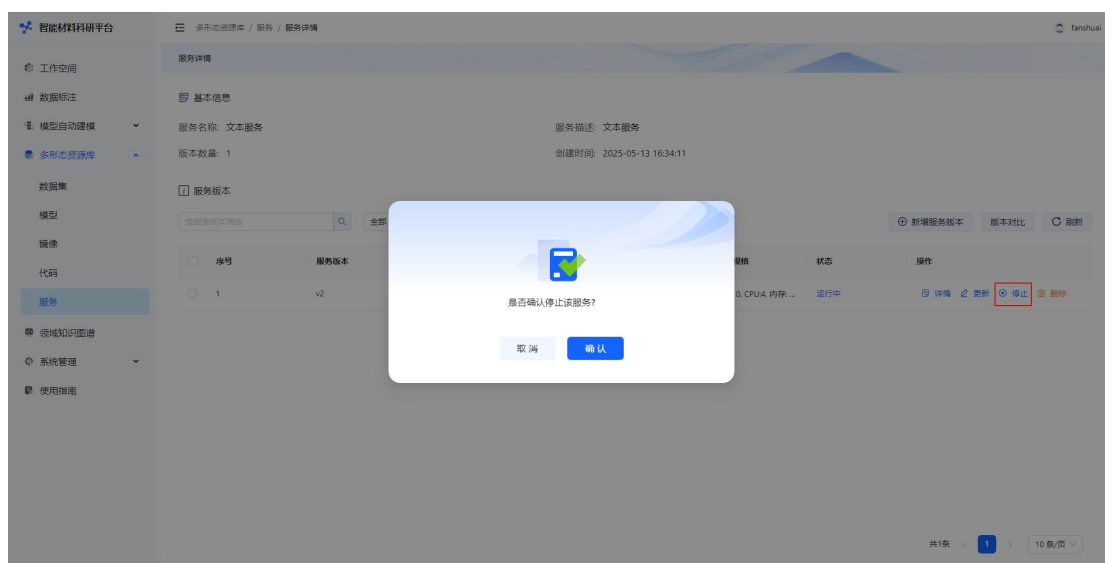 智能材料科研平台
多形态资源库 / 服务 / 服务详情
fanshuai
工作空间
数据标注
模型自动建模
多形态资源库
数据集
模型
镜像
代码
服务
领域知识图谱
系统管理
使用指南
服务详情
基本信息
服务名称: 文本服务
服务描述: 文本服务
版本数量: 1
创建时间: 2025-05-13 16:34:11
服务版本
按服务版本筛选
全部
新增服务版本
版本对比
刷新
序号
服务版本
规格
状态
操作
1
v2
0, CPU:4, 内存: ...
运行中
详情
更新
停止
删除
是否确认停止该服务?
取消
确认
共1条 < 1 > 10 条/页